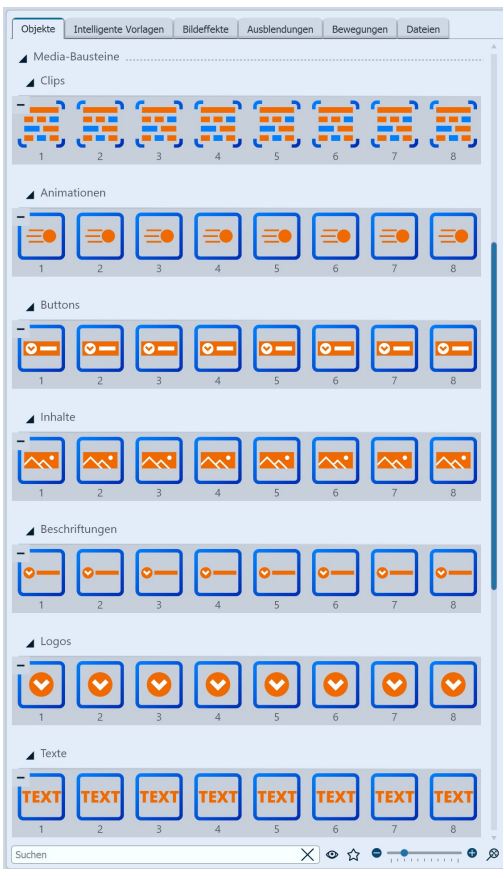 Objekte Intelligente Vorlagen Bildeffekte Ausblendungen Bewegungen Dateien
Media-Bausteine
Clips
1 2 3 4 5 6 7 8
Animationen
1 2 3 4 5 6 7 8
Buttons
1 2 3 4 5 6 7 8
Inhalte
1 2 3 4 5 6 7 8
Beschriftungen
1 2 3 4 5 6 7 8
Logos
1 2 3 4 5 6 7 8
Texte
TEXT TEXT TEXT TEXT TEXT TEXT TEXT TEXT
1 2 3 4 5 6 7 8
Suchen